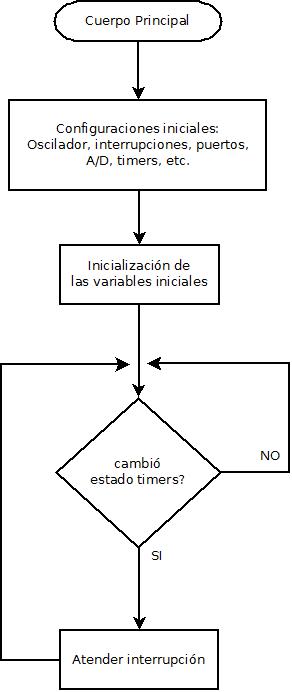 Cuerpo Principal
Configuraciones iniciales:
Oscilador, interrupciones, puertos,
A/D, timers, etc.
Inicialización de
las variables iniciales
cambió
estado timers?
NO
SI
Atender interrupción